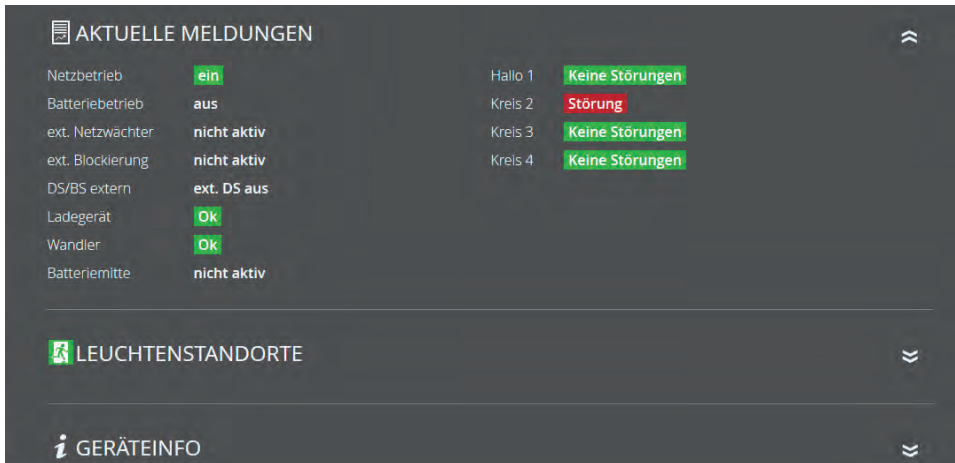 AKTUELLE MELDUNGEN
Netzbetrieb ein Hallo 1 Keine Störungen
Batteriebetrieb aus Kreis 2 Störung
ext. Netzwächter nicht aktiv Kreis 3 Keine Störungen
ext. Blockierung nicht aktiv Kreis 4 Keine Störungen
DS/BS extern ext. DS aus
Ladegerät Ok
Wandler Ok
Batteriemitte nicht aktiv
LEUCHTENSTANDORTE
GERÄTEINFO